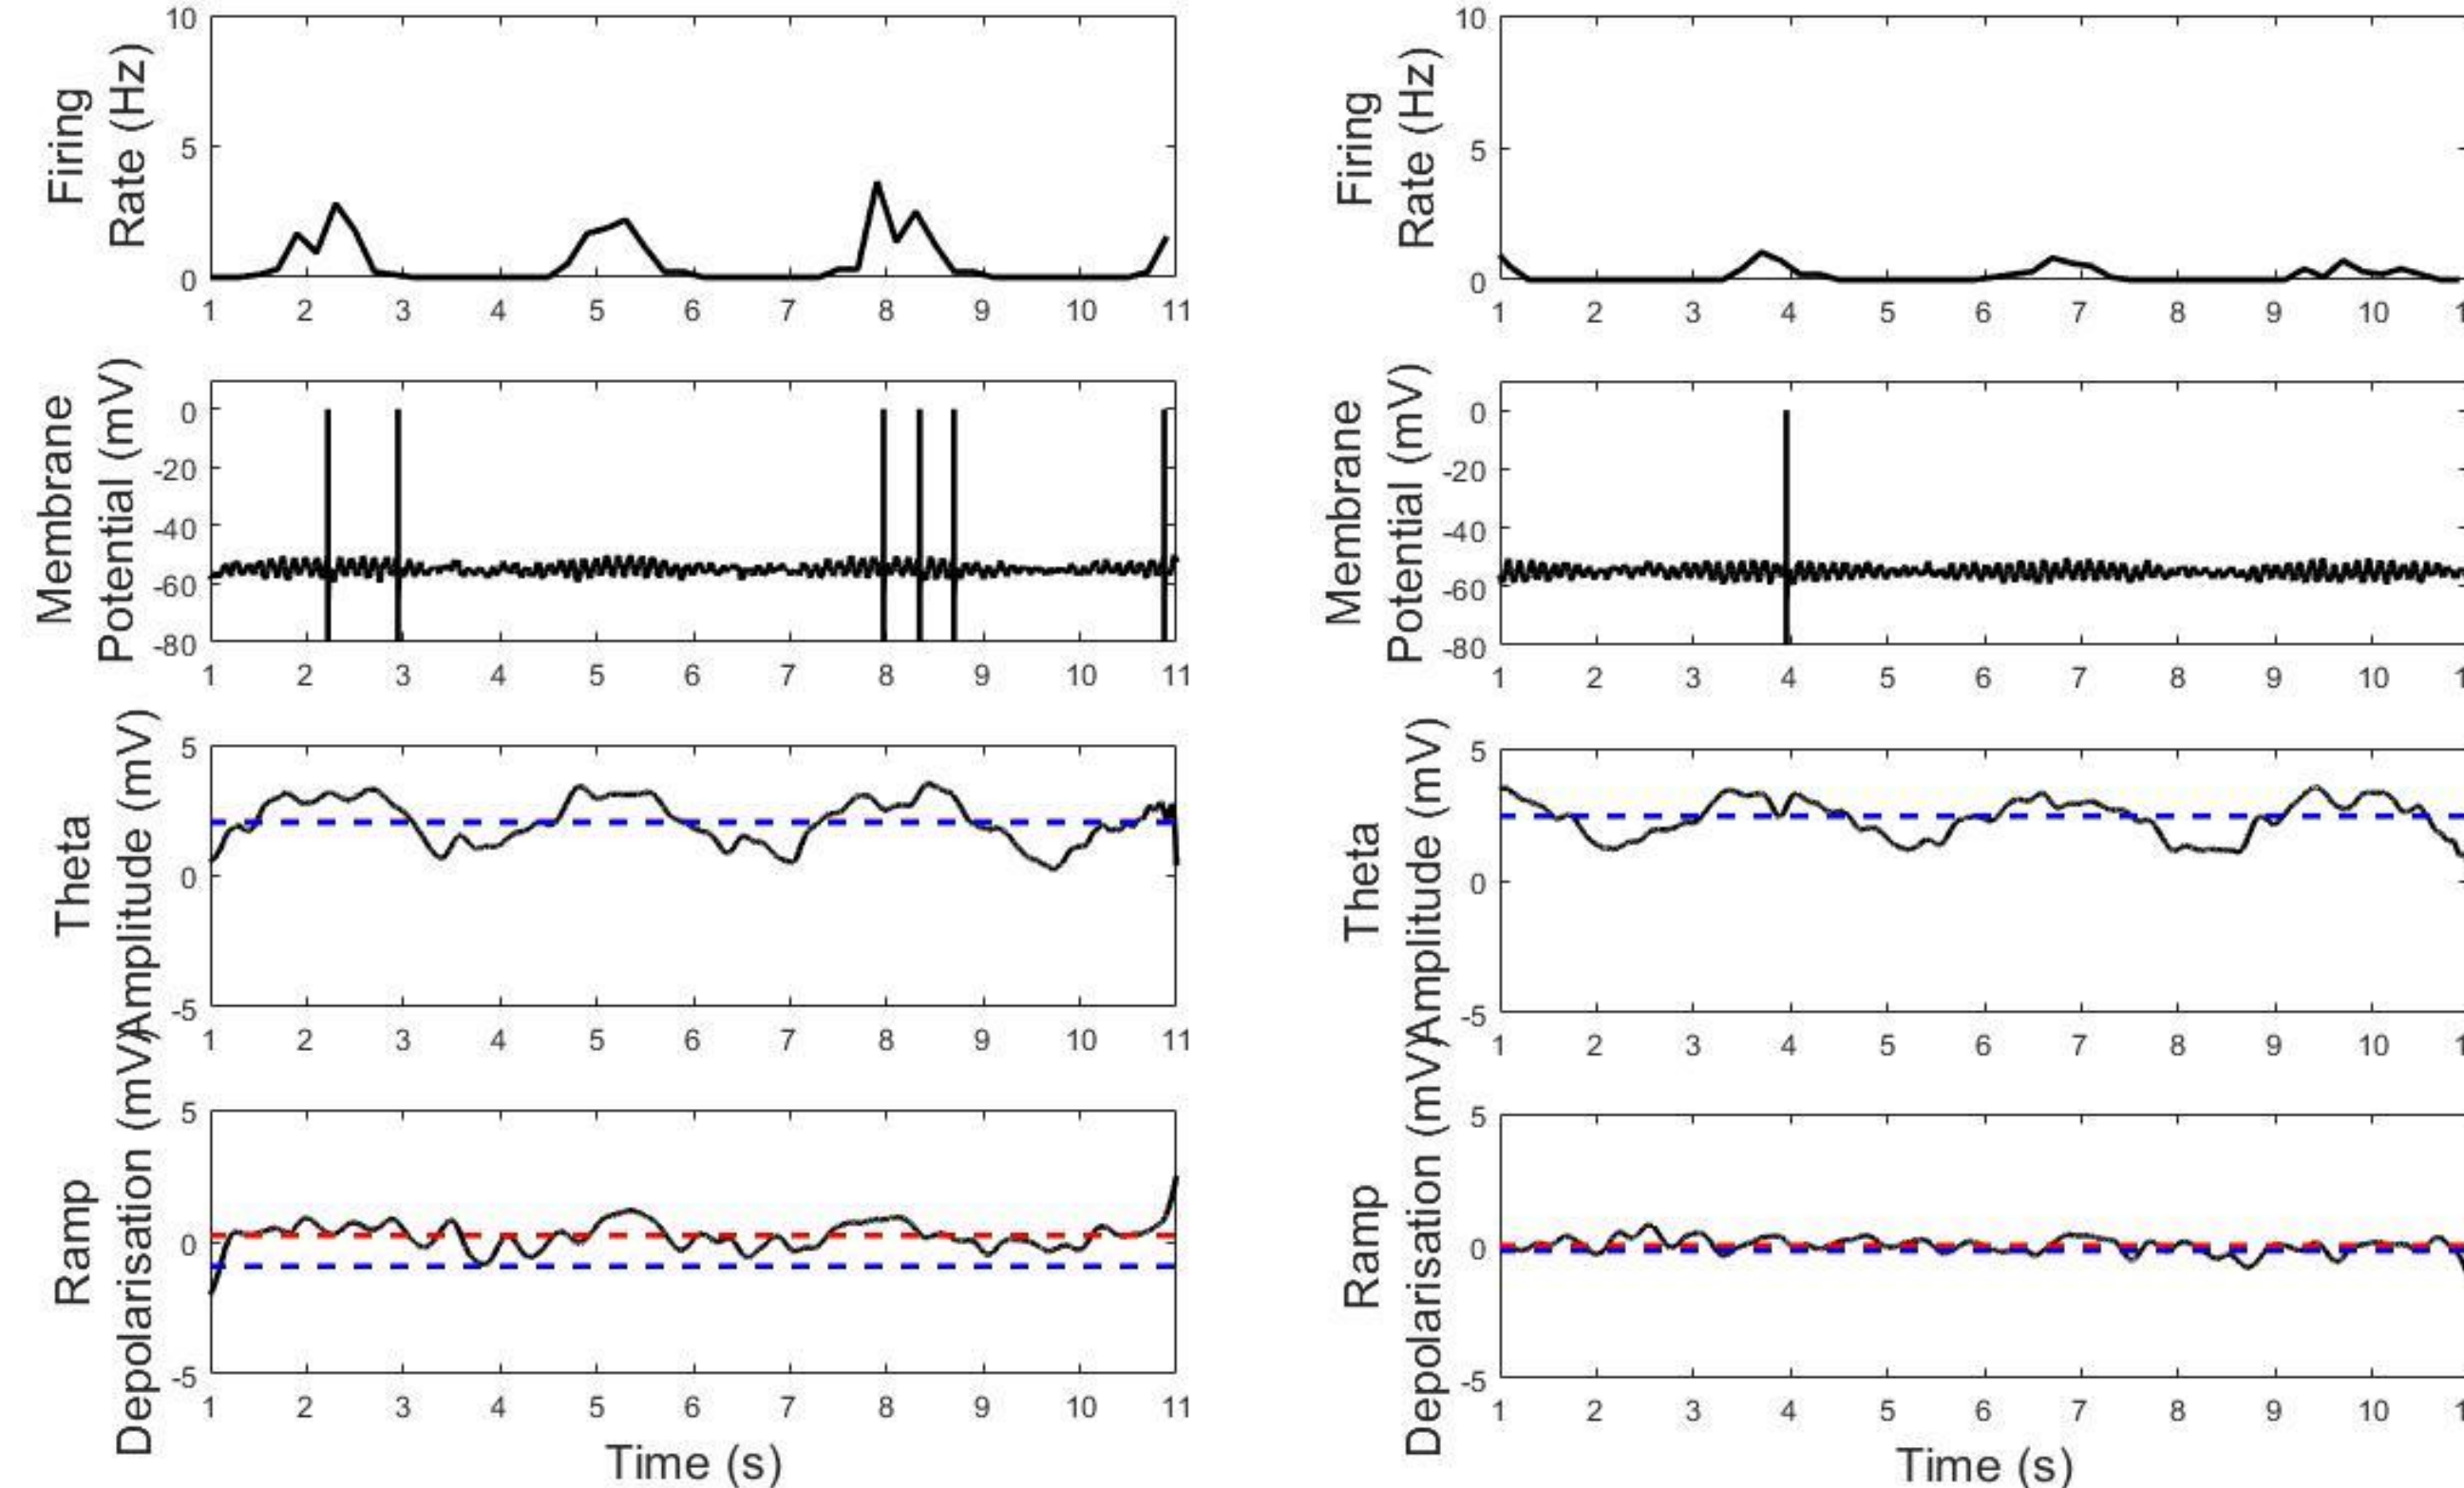 Firing
Rate (Hz)
10
5
0
1 2 3 4 5 6 7 8 9 10 11
Membrane
Potential (mV)
0
-20
-40
-60
-80
1 2 3 4 5 6 7 8 9 10 11
Theta
Amplitude (mV)
5
0
-5
1 2 3 4 5 6 7 8 9 10 11
Ramp
Depolarisation (mV)
5
0
-5
1 2 3 4 5 6 7 8 9 10 11
Time (s)
Firing
Rate (Hz)
10
5
0
1 2 3 4 5 6 7 8 9 10 1
Membrane
Potential (mV)
0
-20
-40
-60
-80
1 2 3 4 5 6 7 8 9 10 1
Theta
Amplitude (mV)
5
0
-5
1 2 3 4 5 6 7 8 9 10 1
Ramp
Depolarisation (mV)
5
0
-5
1 2 3 4 5 6 7 8 9 10 1
Time (s)